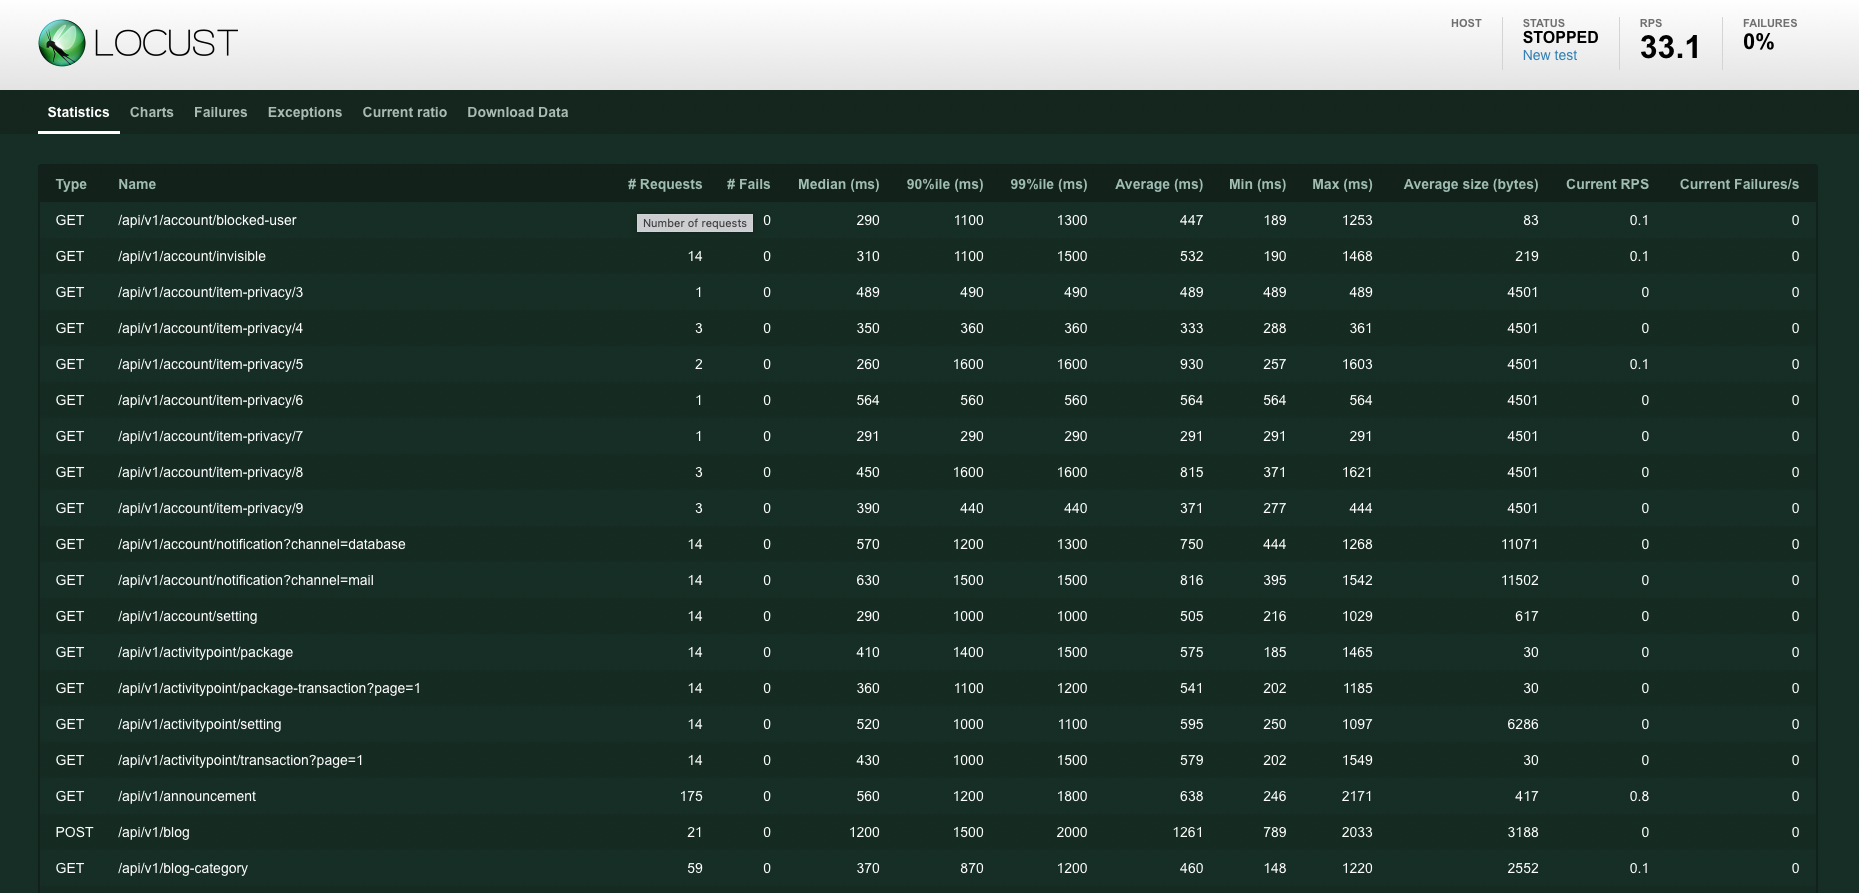 LOCUST
HOST
STATUS
STOPPED
New test
RPS
33.1
FAILURES
0%
Statistics Charts Failures Exceptions Current ratio Download Data
Type Name # Requests # Fails Median (ms) 90%ile (ms) 99%ile (ms) Average (ms) Min (ms) Max (ms) Average size (bytes) Current RPS Current Failures/s
GET /api/v1/account/blocked-user Number of requests 0 290 1100 1300 447 189 1253 83 0.1 0
GET /api/v1/account/invisible 14 0 310 1100 1500 532 190 1468 219 0.1 0
GET /api/v1/account/item-privacy/3 1 0 489 490 490 489 489 489 4501 0 0
GET /api/v1/account/item-privacy/4 3 0 350 360 360 333 288 361 4501 0 0
GET /api/v1/account/item-privacy/5 2 0 260 1600 1600 930 257 1603 4501 0.1 0
GET /api/v1/account/item-privacy/6 1 0 564 560 560 564 564 564 4501 0 0
GET /api/v1/account/item-privacy/7 1 0 291 290 290 291 291 291 4501 0 0
GET /api/v1/account/item-privacy/8 3 0 450 1600 1600 815 371 1621 4501 0 0
GET /api/v1/account/item-privacy/9 3 0 390 440 440 371 277 444 4501 0 0
GET /api/v1/account/notification?channel=database 14 0 570 1200 1300 750 444 1268 11071 0 0
GET /api/v1/account/notification?channel=mail 14 0 630 1500 1500 816 395 1542 11502 0 0
GET /api/v1/account/setting 14 0 290 1000 1000 505 216 1029 617 0 0
GET /api/v1/activitypoint/package 14 0 410 1400 1500 575 185 1465 30 0 0
GET /api/v1/activitypoint/package-transaction?page=1 14 0 360 1100 1200 541 202 1185 30 0 0
GET /api/v1/activitypoint/setting 14 0 520 1000 1100 595 250 1097 6286 0 0
GET /api/v1/activitypoint/transaction?page=1 14 0 430 1000 1500 579 202 1549 30 0 0
GET /api/v1/announcement 175 0 560 1200 1800 638 246 2171 417 0.8 0
POST /api/v1/blog 21 0 1200 1500 2000 1261 789 2033 3188 0 0
GET /api/v1/blog-category 59 0 370 870 1200 460 148 1220 2552 0.1 0